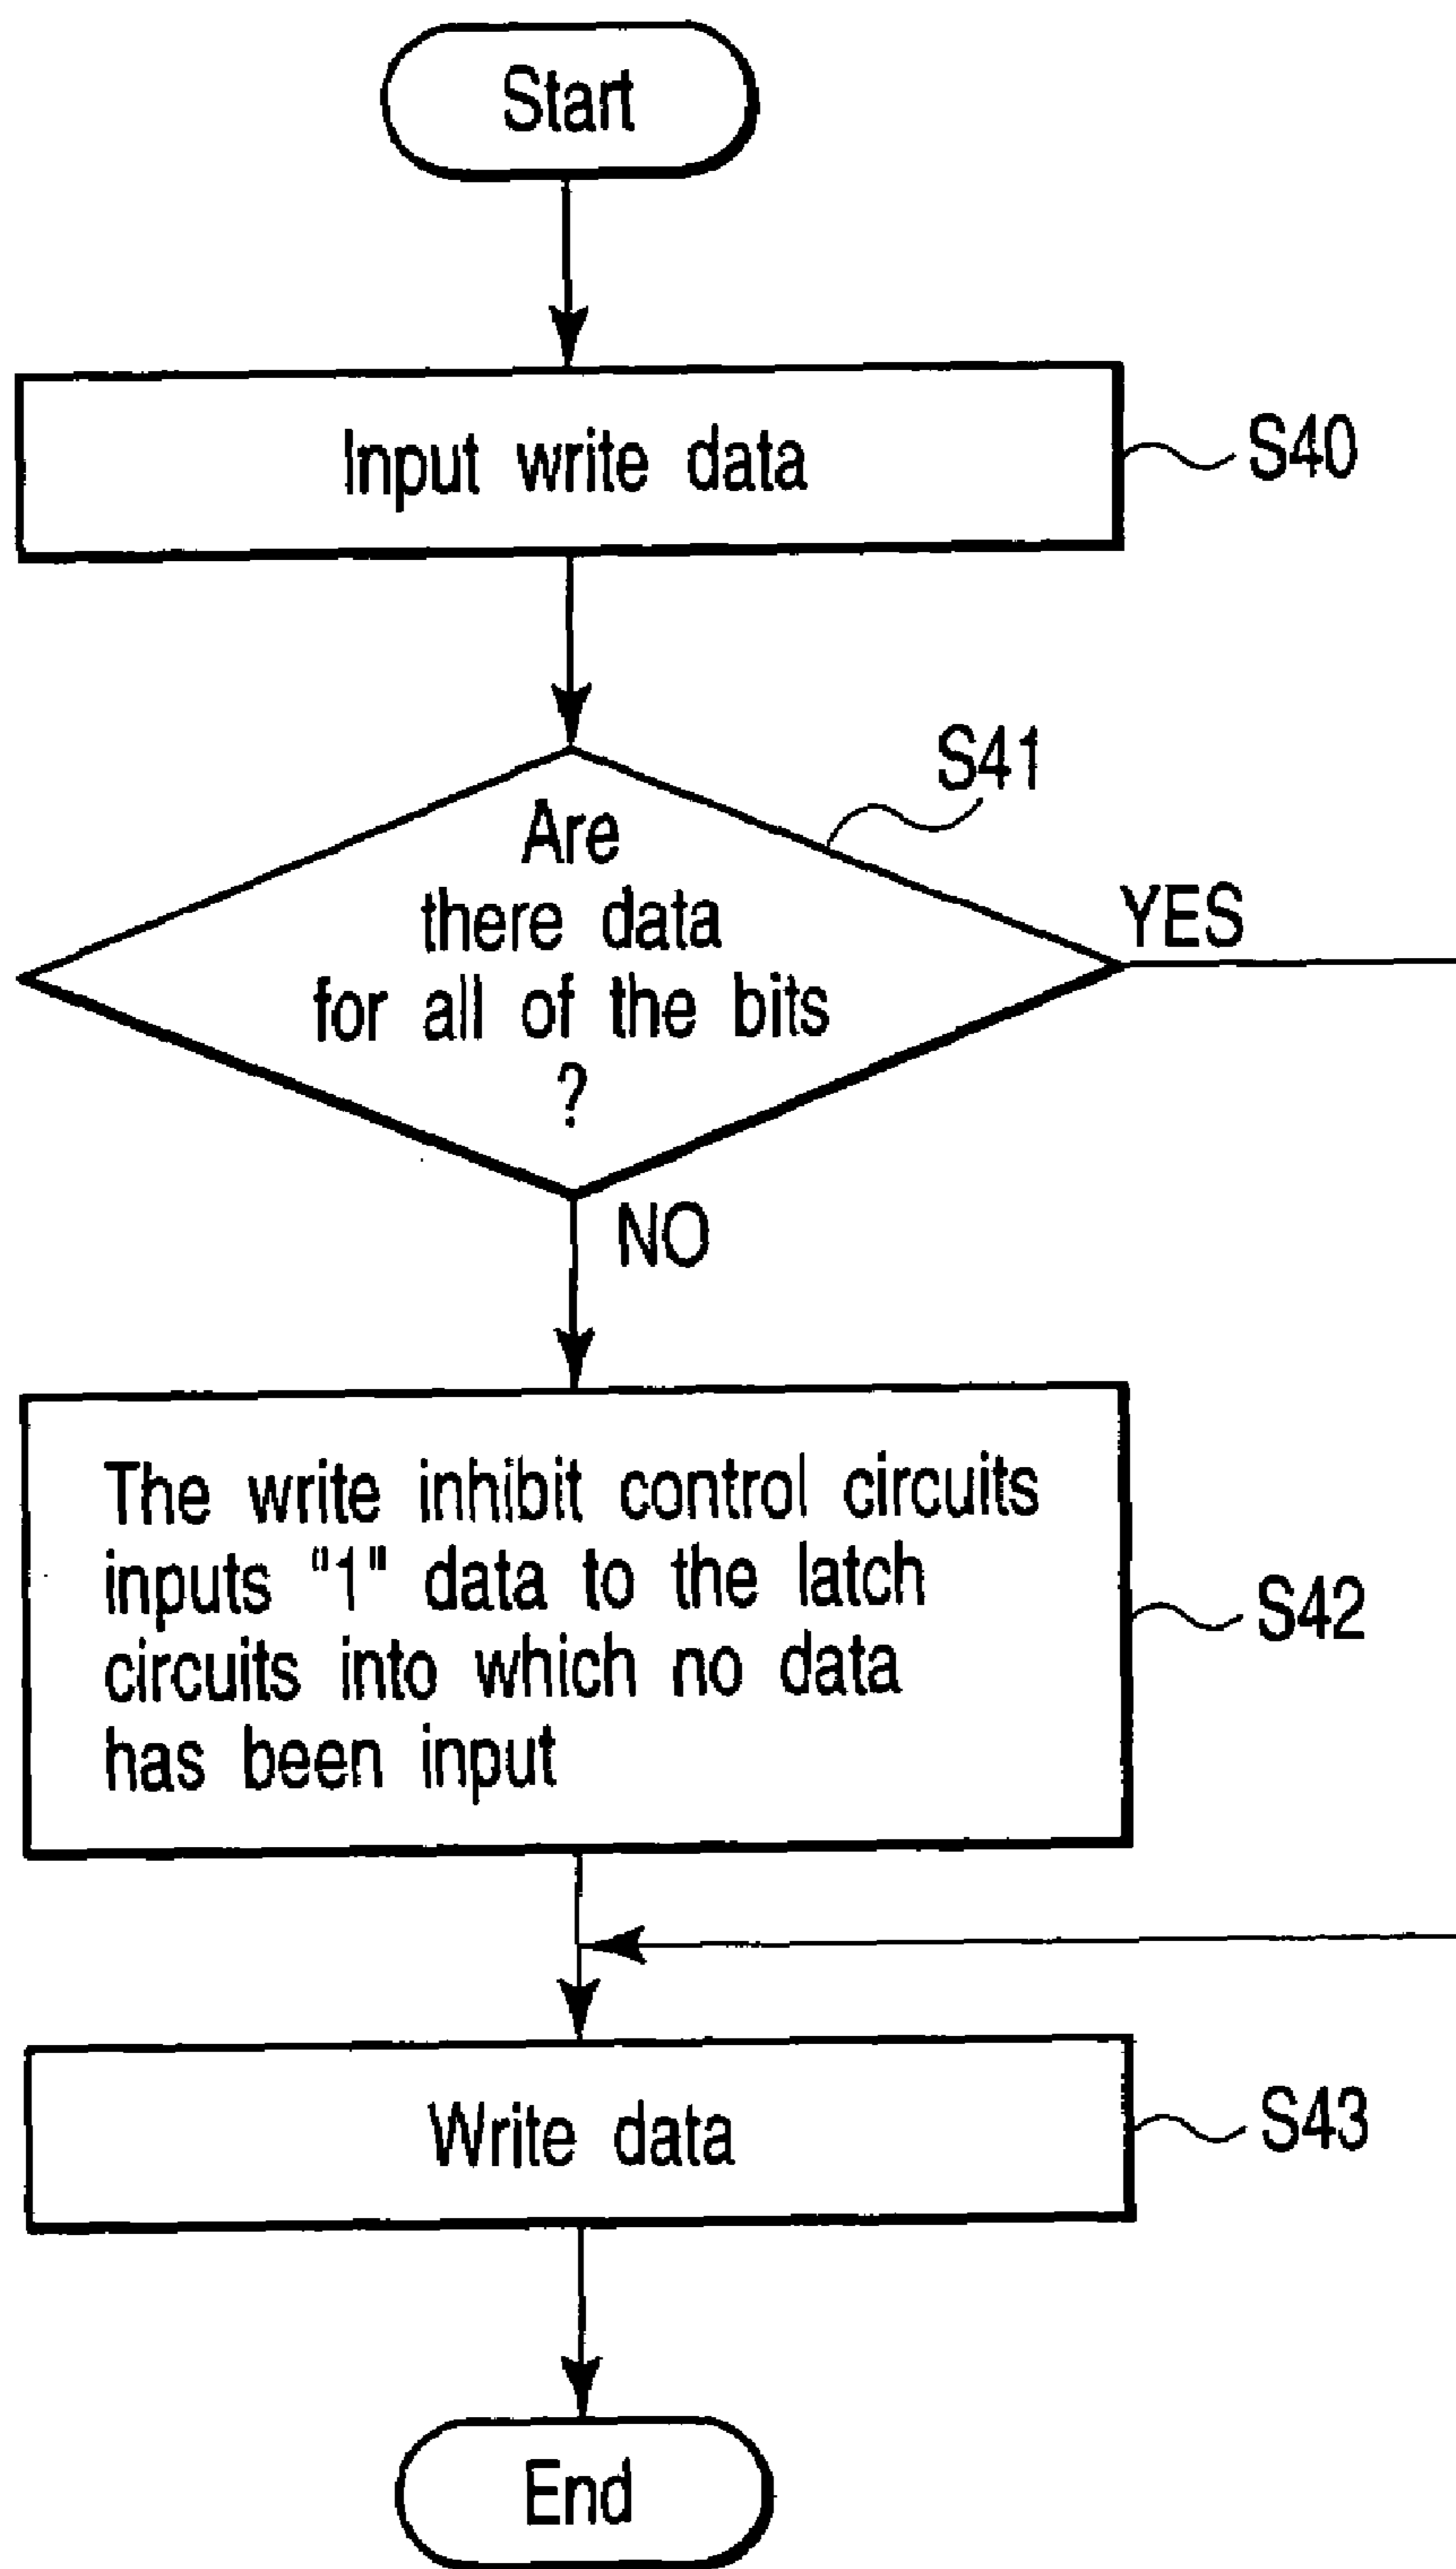 Start
Input write data
S40
S41
Are
there data
for all of the bits
?
YES
NO
The write inhibit control circuits
inputs "1" data to the latch
circuits into which no data
has been input
S42
Write data
S43
End